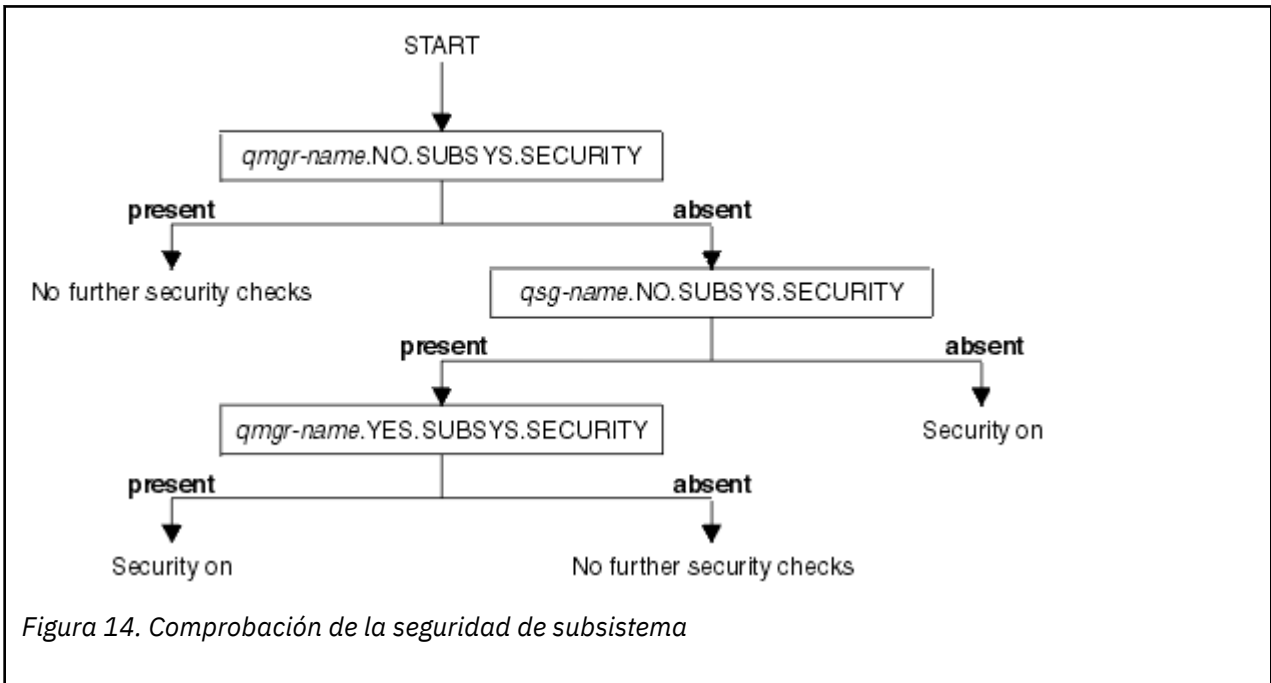 START
qmgr-name.NO.SUBSYS.SECURITY
present
absent
No further security checks
qsg-name.NO.SUBSYS.SECURITY
present
absent
qmgr-name.YES.SUBSYS.SECURITY
Security on
present
absent
Security on
No further security checks
Figura 14. Comprobación de la seguridad de subsistema